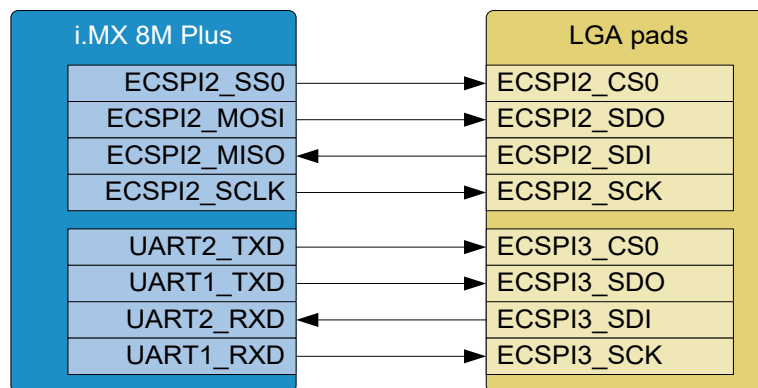 i.MX 8M Plus LGA pads
ECSPI2_SS0 ECSPI2_CS0
ECSPI2_MOSI ECSPI2_SDO
ECSPI2_MISO ECSPI2_SDI
ECSPI2_SCLK ECSPI2_SCK
UART2_TXD ECSPI3_CS0
UART1_TXD ECSPI3_SDO
UART2_RXD ECSPI3_SDI
UART1_RXD ECSPI3_SCK